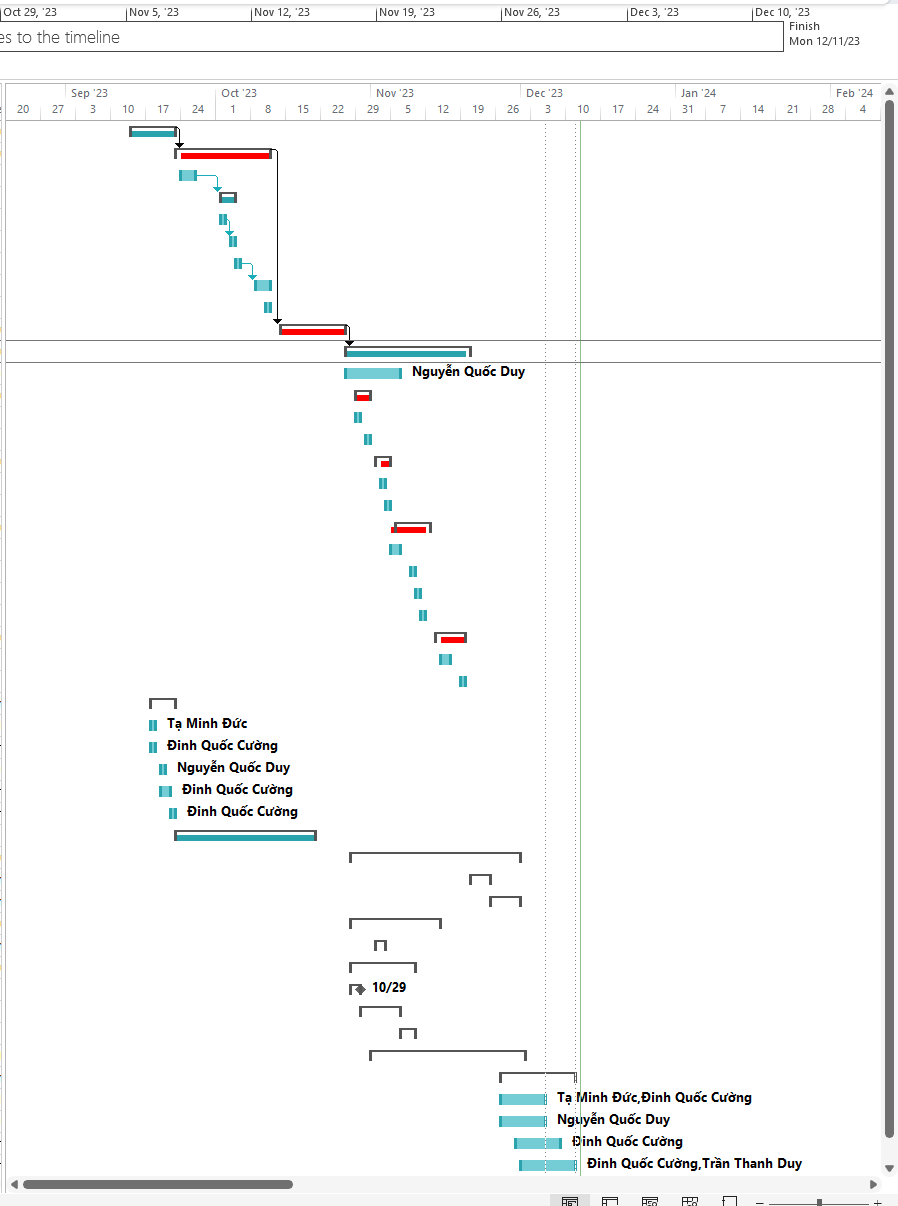 Oct 29, '23 Nov 5, '23 Nov 12, '23 Nov 19, '23 Nov 26, '23 Dec 3, '23 Dec 10, '23
es to the timeline
Finish
Mon 12/11/23
Sep '23 Oct '23 Nov '23 Dec '23 Jan '24 Feb '24
20 27 3 10 17 24 1 8 15 22 29 5 12 19 26 3 10 17 24 31 7 14 21 28 4
Nguyễn Quốc Duy
Tạ Minh Đức
Đinh Quốc Cường
Nguyễn Quốc Duy
Đinh Quốc Cường
Đinh Quốc Cường
10/29
Tạ Minh Đức,Đinh Quốc Cường
Nguyễn Quốc Duy
Đinh Quốc Cường
Đinh Quốc Cường,Trần Thanh Duy